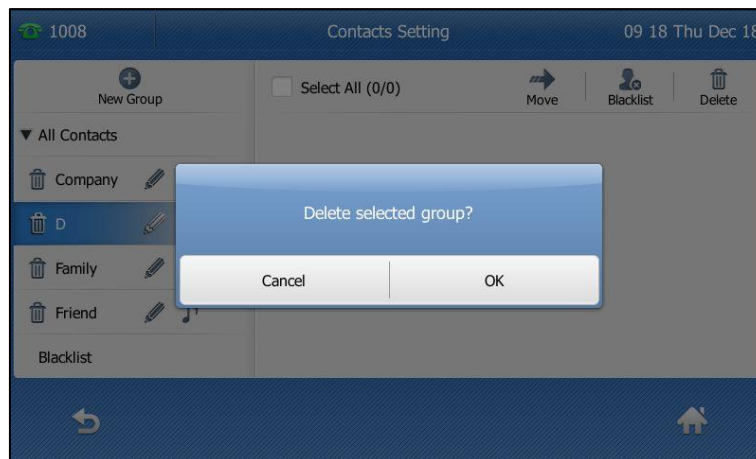 1008 Contacts Setting 09 18 Thu Dec 18
New Group
Select All (0/0) Move Blacklist Delete
All Contacts
Company
Delete selected group?
D
Family
Cancel OK
Friend
Blacklist